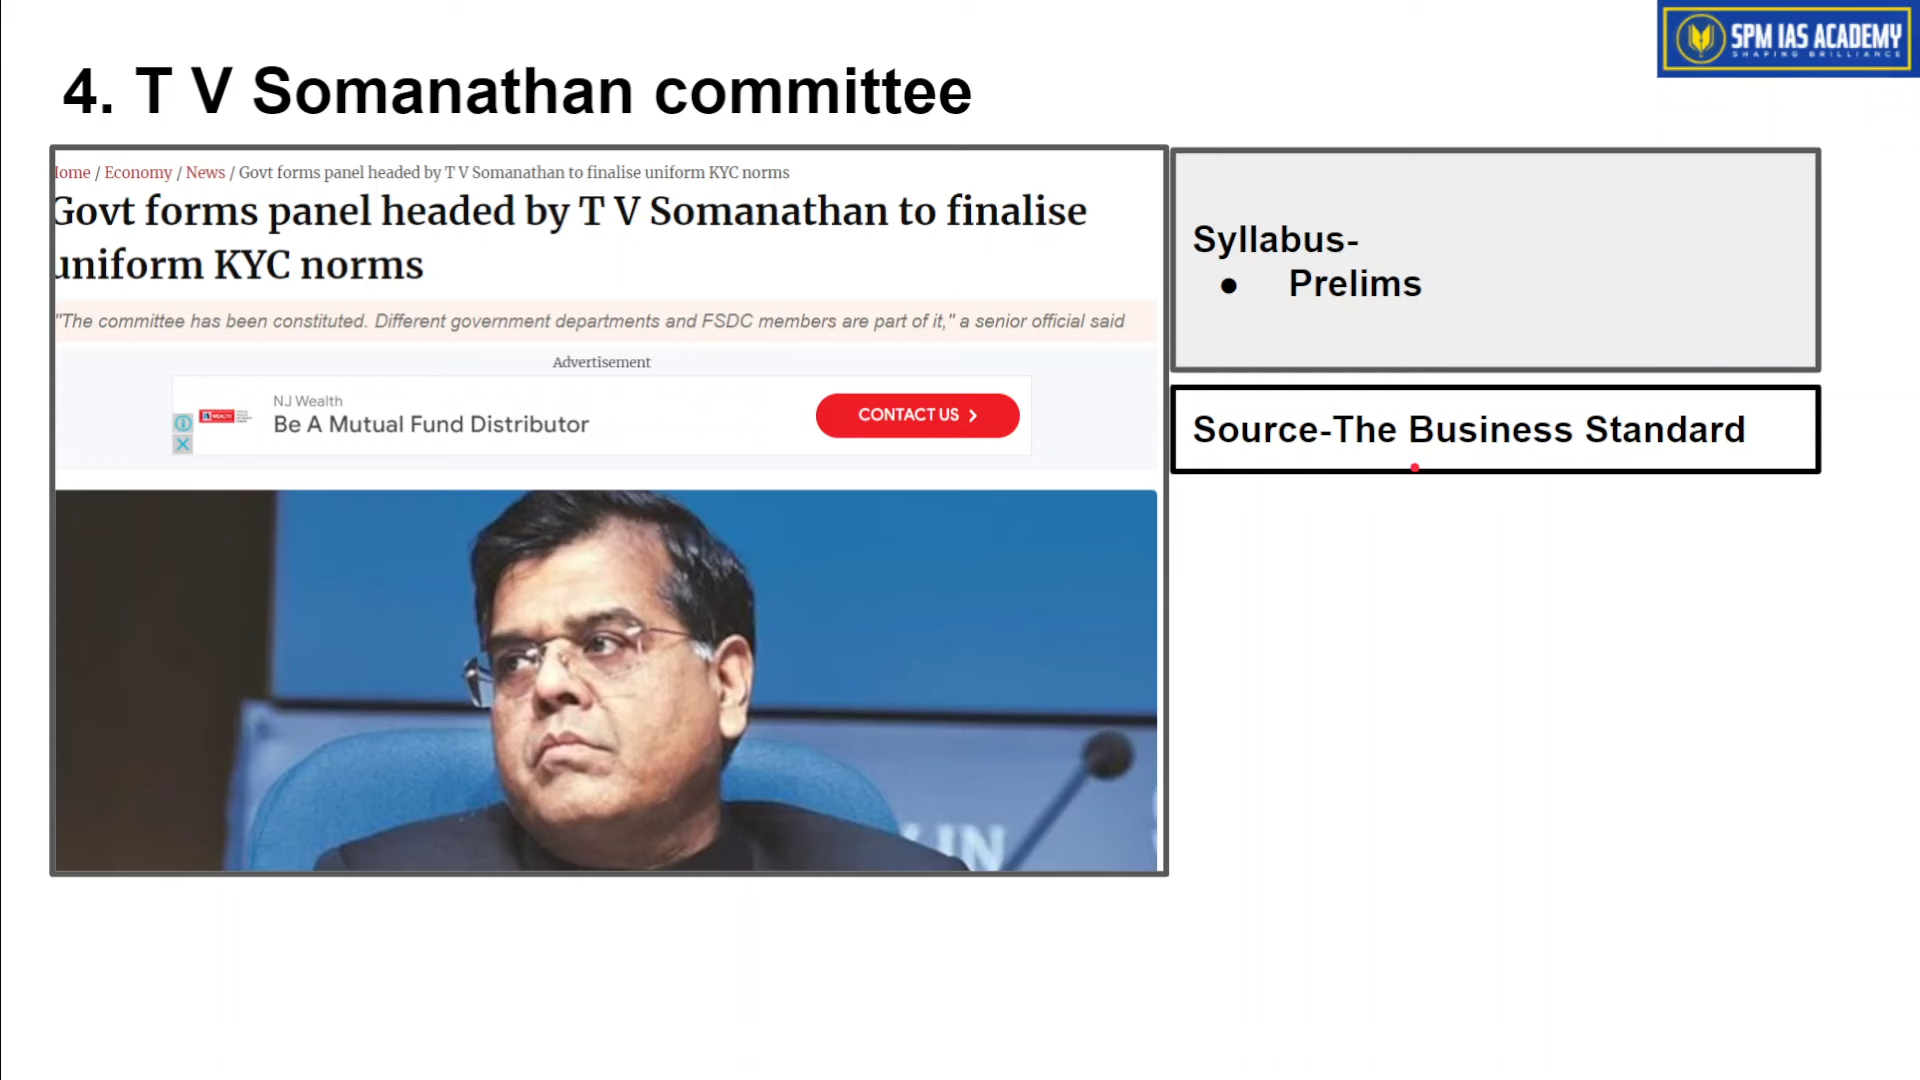 SPM IAS ACADEMY
SHAPING BRILLIANCE
4. T V Somanathan committee
Home / Economy / News / Govt forms panel headed by T V Somanathan to finalise uniform KYC norms
Govt forms panel headed by T V Somanathan to finalise
uniform KYC norms
"The committee has been constituted. Different government departments and FSDC members are part of it," a senior official said
Advertisement
NJ Wealth
Be A Mutual Fund Distributor
CONTACT US
Syllabus-
● Prelims
Source-The Business Standard